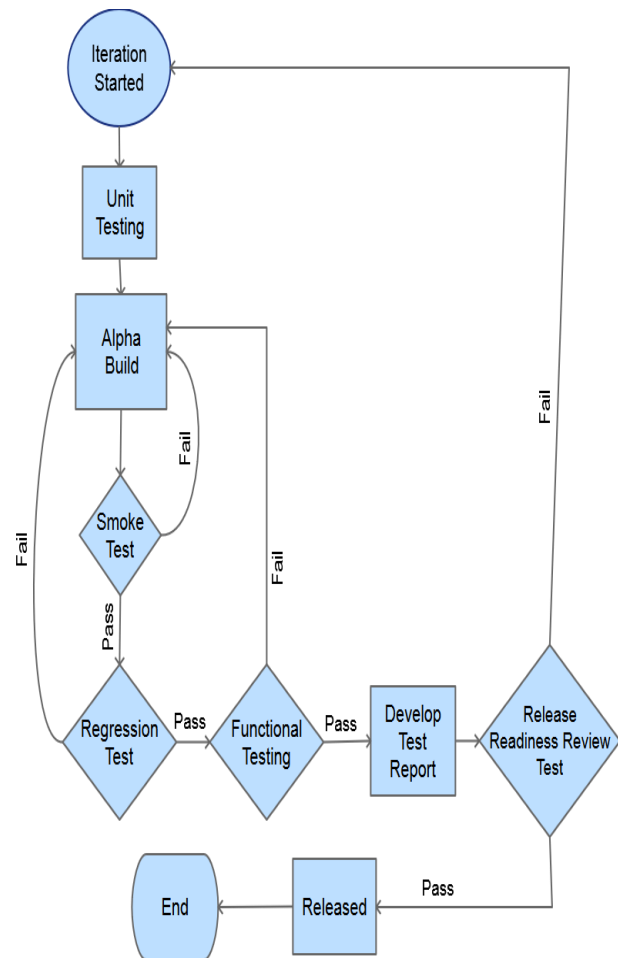 Iteration
Started
Unit
Testing
Alpha
Build
Fail
Smoke
Test
Fail
Pass
Fail
Regression
Test
Pass
Functional
Testing
Pass
Develop
Test
Report
Release
Readiness Review
Test
Fail
Pass
Released
End